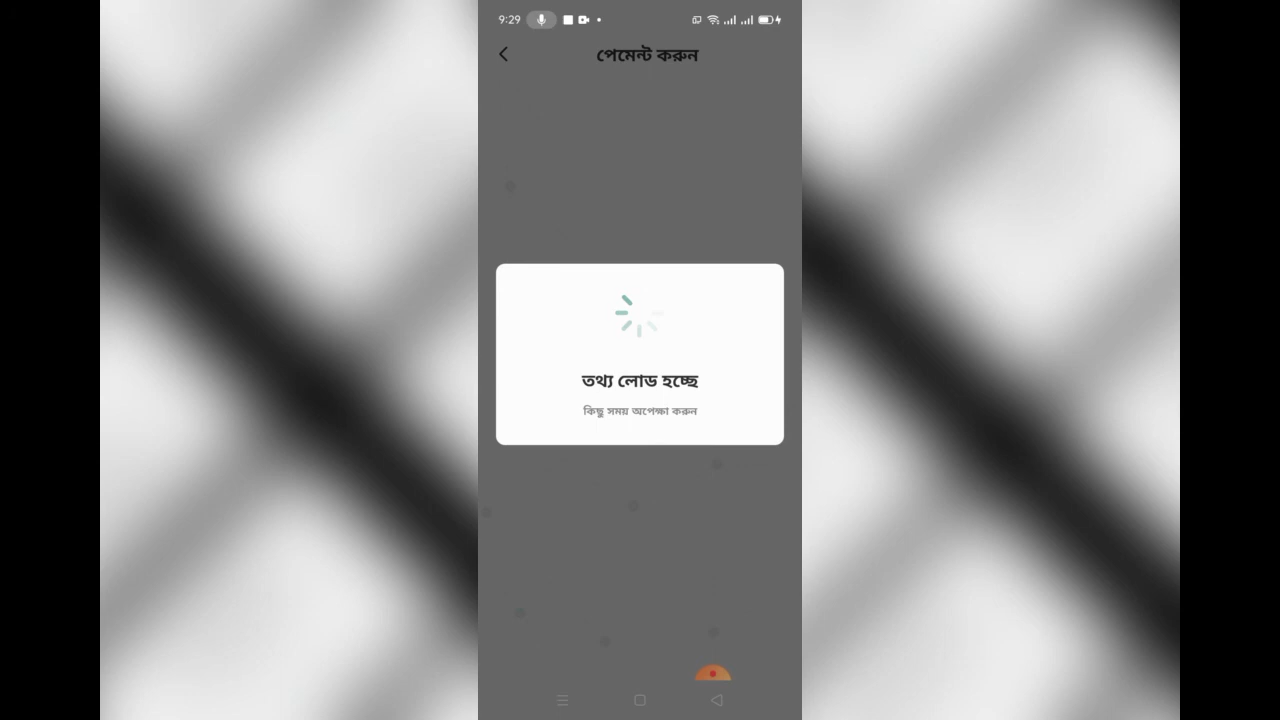 9:29
পেমেন্ট করুন
তথ্য লোড হচ্ছে
কিছু সময় অপেক্ষা করুন